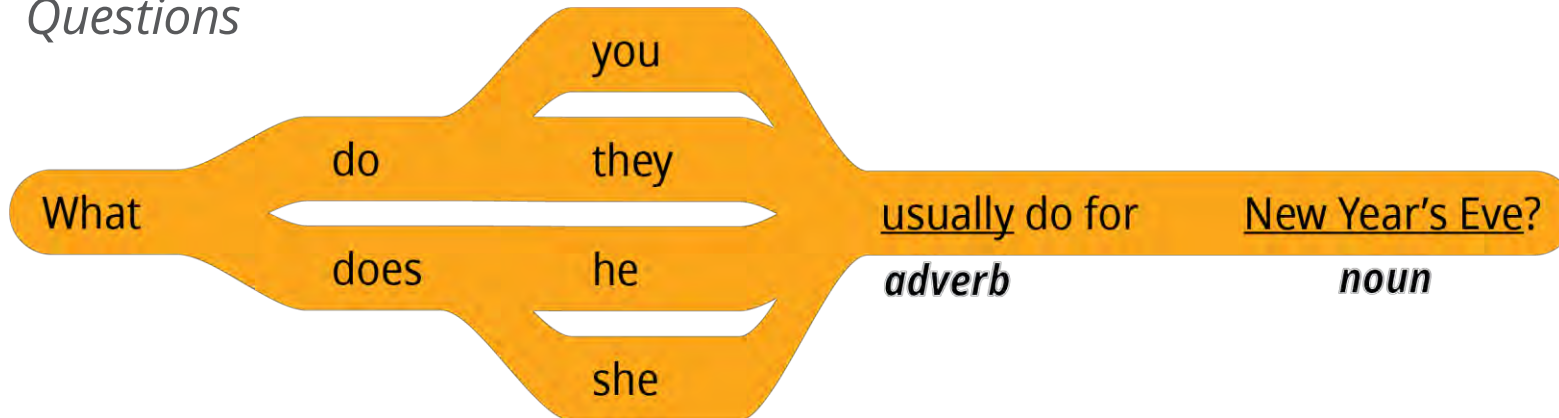 Questions
you
do they
What usually do for New Year's Eve?
does he
adverb noun
she